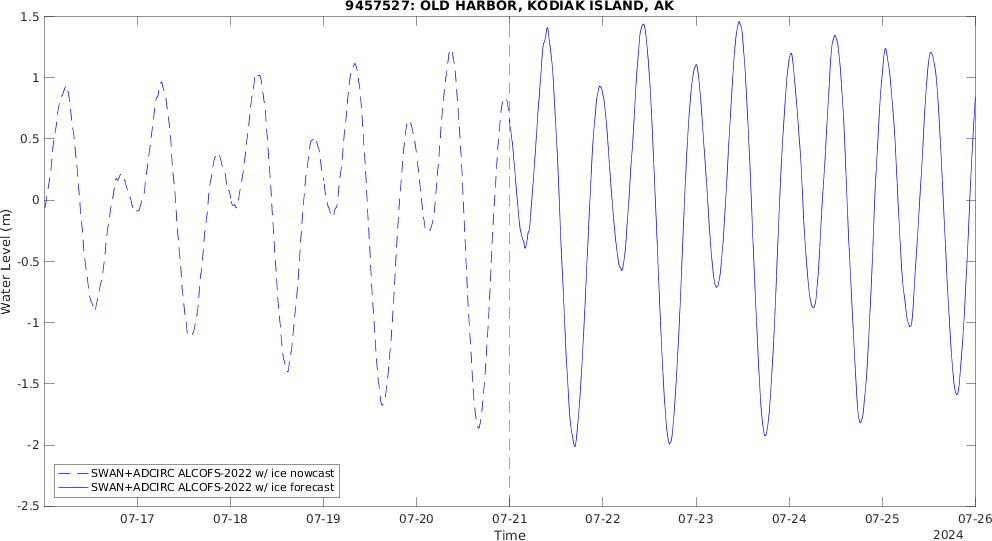 9457527: OLD HARBOR, KODIAK ISLAND, AK
1.5
1
0.5
0
-0.5
-1
-1.5
-2
-2.5
Water Level (m)
SWAN+ADCIRC ALCOFS-2022 w/ ice nowcast
SWAN+ADCIRC ALCOFS-2022 w/ ice forecast
07-17 07-18 07-19 07-20 07-21 07-22 07-23 07-24 07-25 07-26
Time
2024